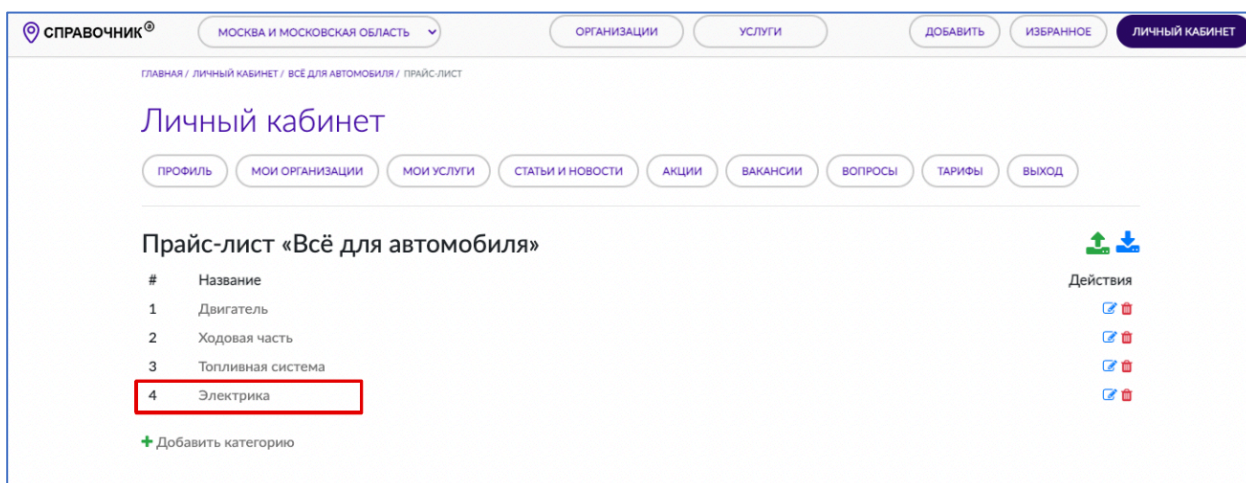 СПРАВОЧНИК МОСКВА И МОСКОВСКАЯ ОБЛАСТЬ ОРГАНИЗАЦИИ УСЛУГИ ДОБАВИТЬ ИЗБРАННОЕ ЛИЧНЫЙ КАБИНЕТ
ГЛАВНАЯ / ЛИЧНЫЙ КАБИНЕТ / ВСЁ ДЛЯ АВТОМОБИЛЯ / ПРАЙС-ЛИСТ
Личный кабинет
ПРОФИЛЬ МОИ ОРГАНИЗАЦИИ МОИ УСЛУГИ СТАТЬИ И НОВОСТИ АКЦИИ ВАКАНСИИ ВОПРОСЫ ТАРИФЫ ВЫХОД
Прайс-лист «Всё для автомобиля»
# Название Действия
1 Двигатель
2 Ходовая часть
3 Топливная система
4 Электрика
Добавить категорию